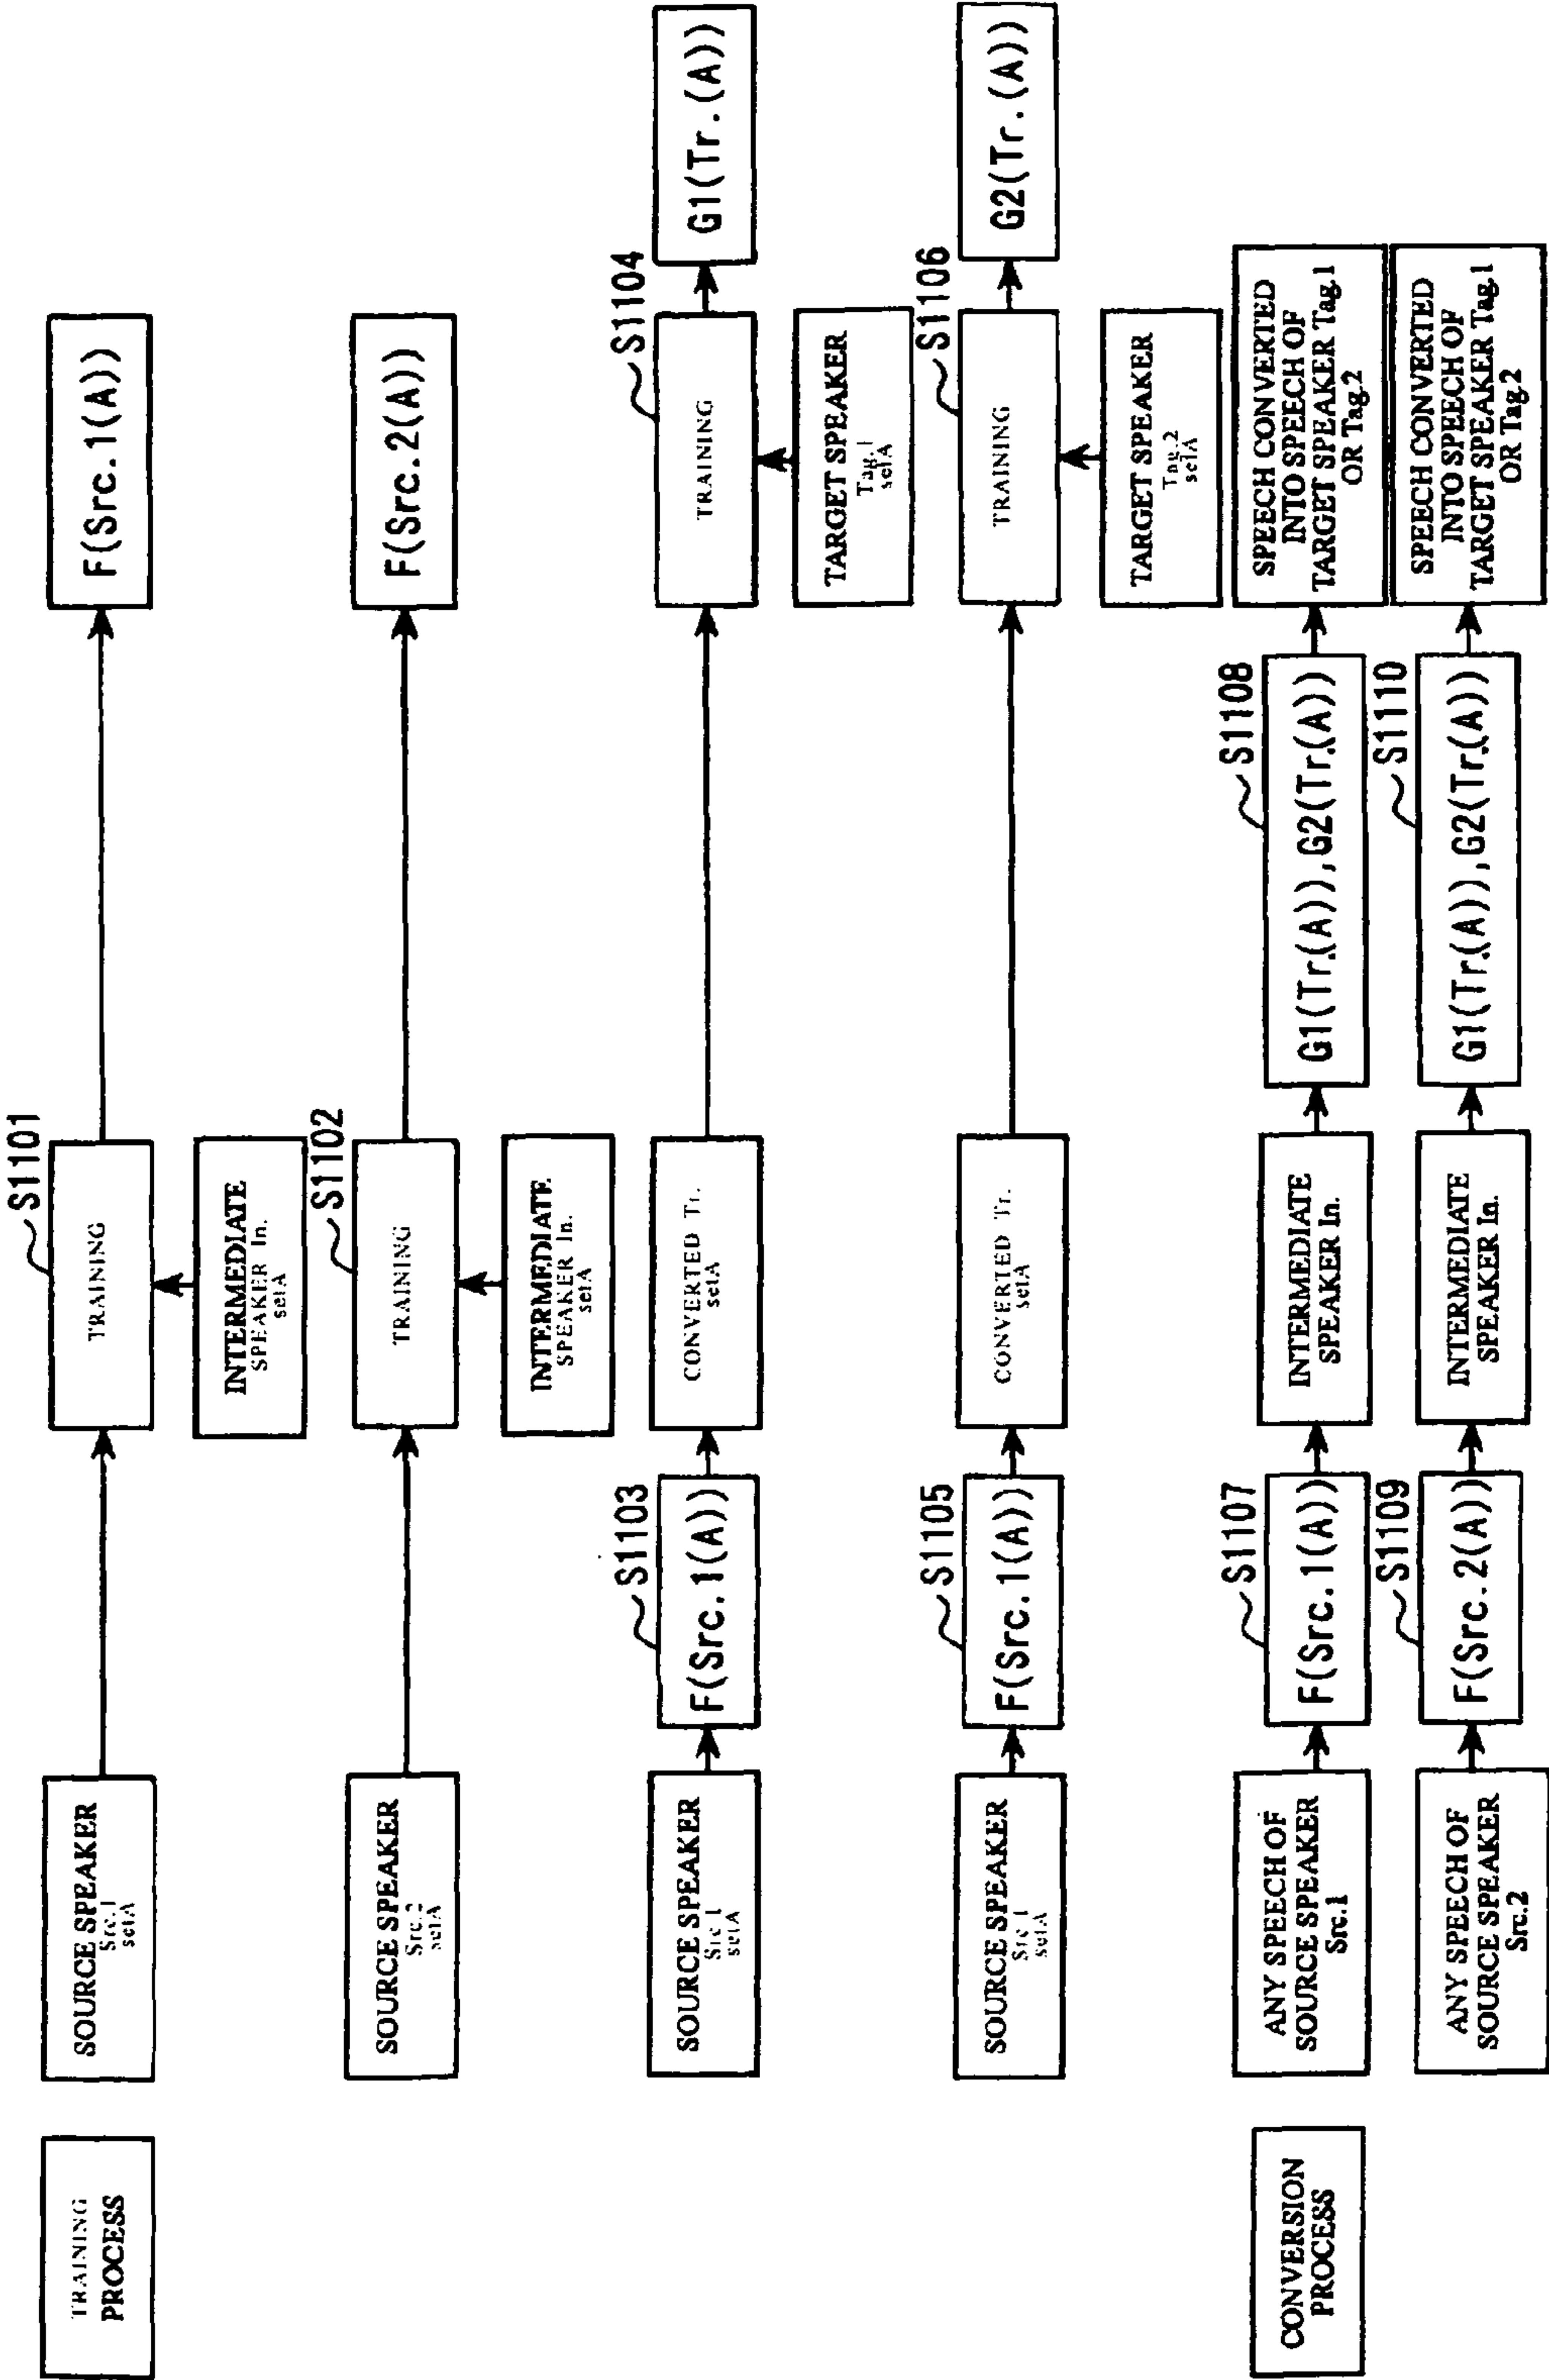 TRAINING
PROCESS
SOURCE SPEAKER
Src.1
setA
S1101
TRAINING
INTERMEDIATE
SPEAKER In.
setA
F(Src.1(A))
SOURCE SPEAKER
Src.2
setA
S1102
TRAINING
INTERMEDIATE
SPEAKER In.
setA
F(Src.2(A))
SOURCE SPEAKER
Src.1
setA
S1103
F(Src.1(A))
CONVERTED Tr.
setA
S1104
TRAINING
TARGET SPEAKER
Tag.1
setA
G1(Tr.(A))
SOURCE SPEAKER
Src.1
setA
S1105
F(Src.1(A))
CONVERTED Tr.
setA
S1106
TRAINING
TARGET SPEAKER
Tag.2
setA
G2(Tr.(A))
CONVERSION
PROCESS
ANY SPEECH OF
SOURCE SPEAKER
Src.1
S1107
F(Src.1(A))
INTERMEDIATE
SPEAKER In.
S1108
G1(Tr.(A)),G2(Tr.(A))
SPEECH CONVERTED
INTO SPEECH OF
TARGET SPEAKER Tag.1
OR Tag.2
ANY SPEECH OF
SOURCE SPEAKER
Src.2
S1109
F(Src.2(A))
INTERMEDIATE
SPEAKER In.
S1110
G1(Tr.(A)),G2(Tr.(A))
SPEECH CONVERTED
INTO SPEECH OF
TARGET SPEAKER Tag.1
OR Tag.2